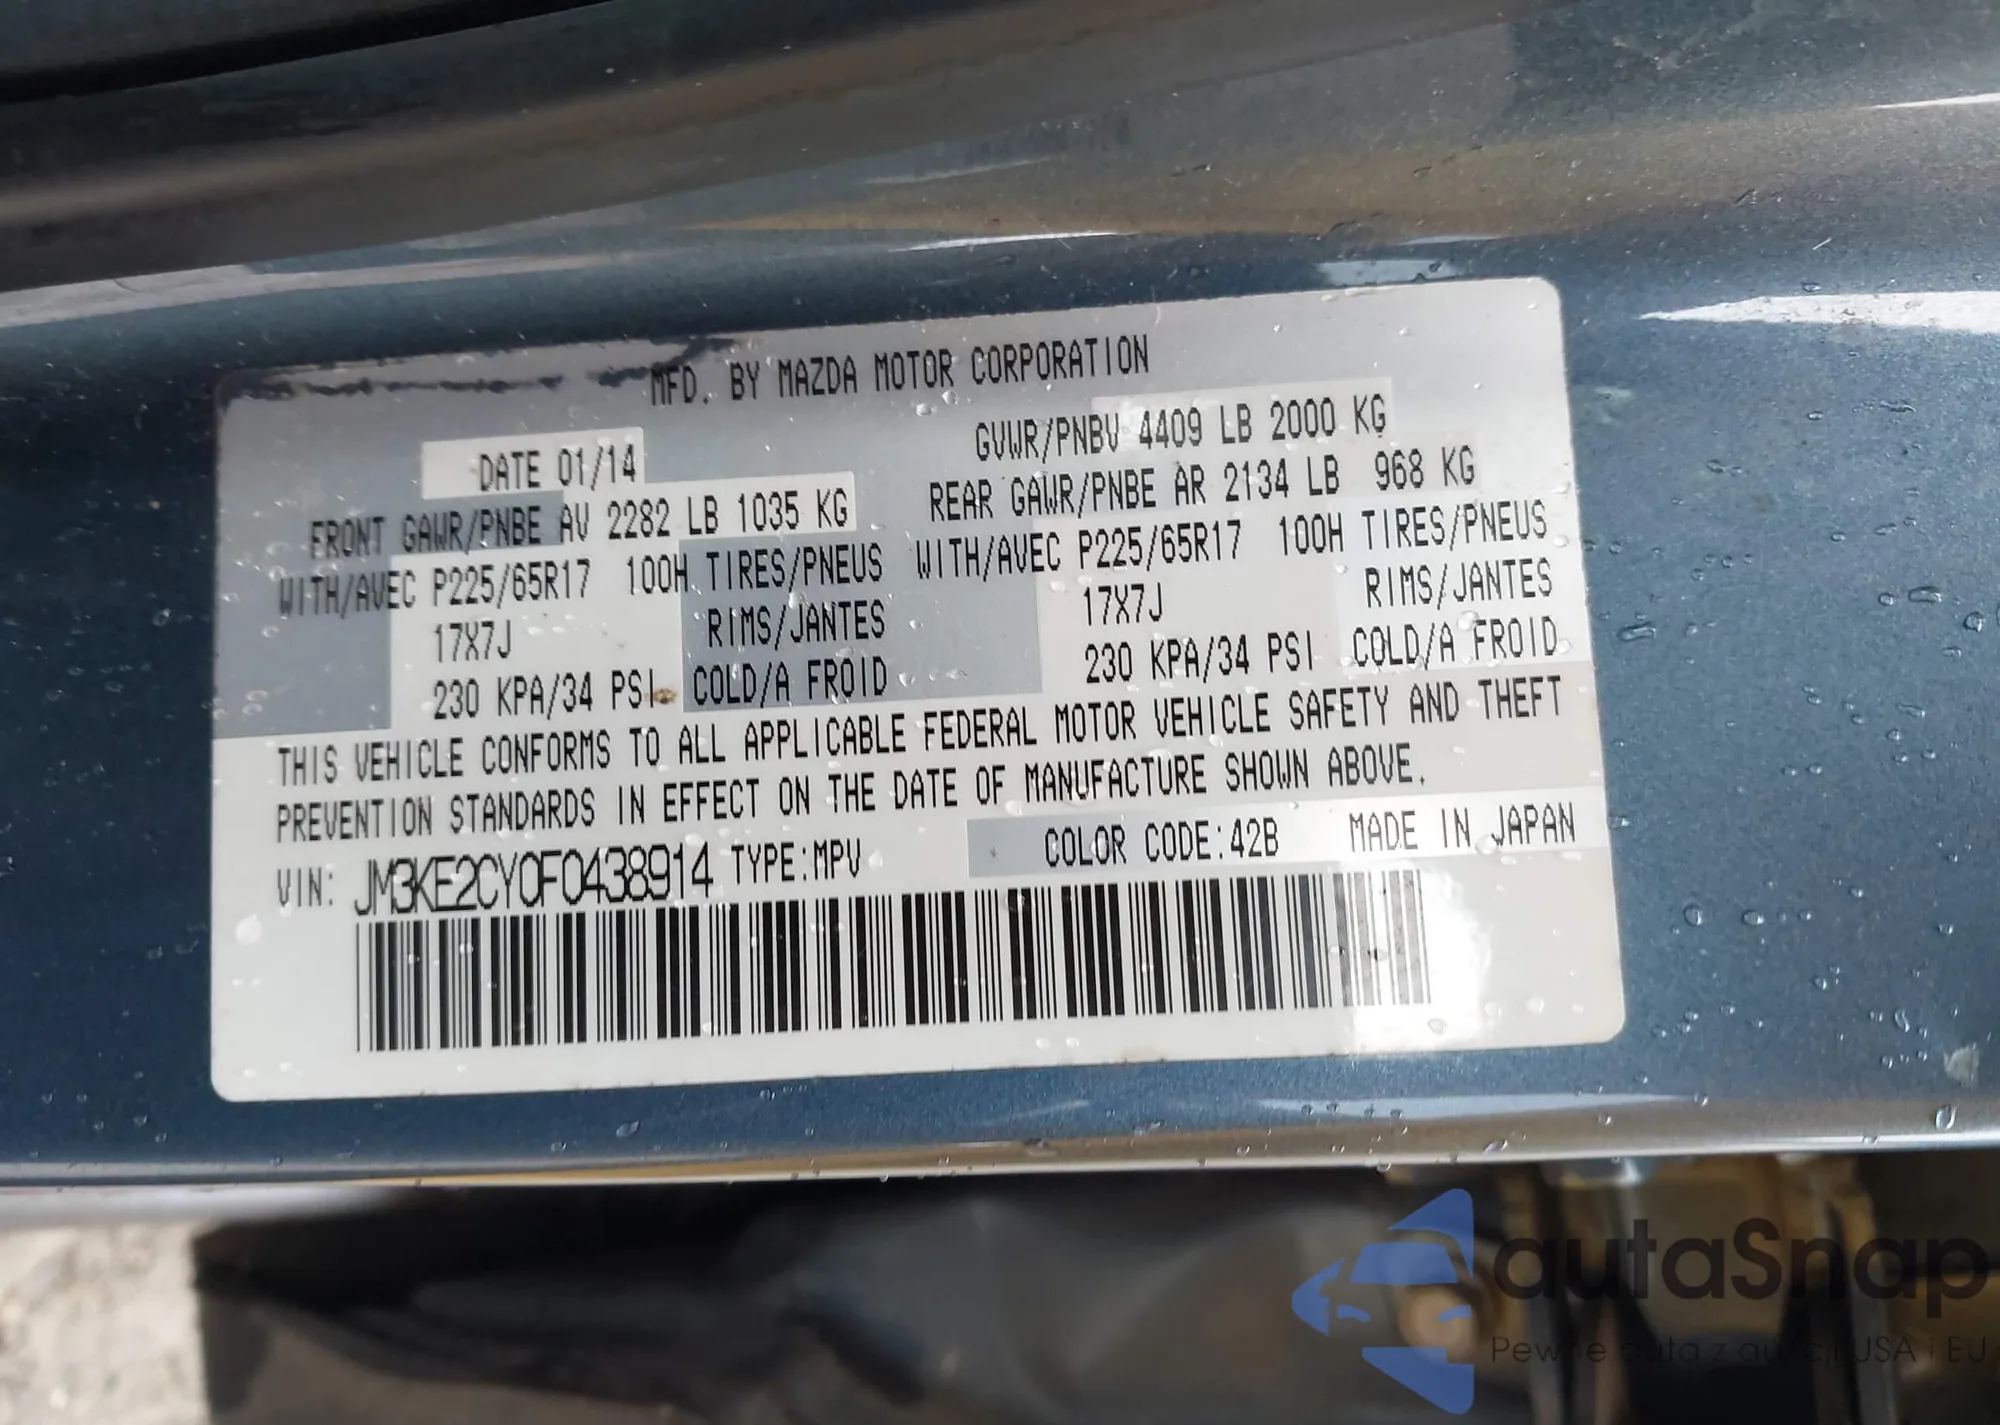 MFD. BY MAZDA MOTOR CORPORATION
DATE 01/14 GVWR/PNBV 4409 LB 2000 KG
FRONT GAWR/PNBE AV 2282 LB 1035 KG REAR GAWR/PNBE AR 2134 LB 968 KG
WITH/AVEC P225/65R17 100H TIRES/PNEUS WITH/AVEC P225/65R17 100H TIRES/PNEUS
17X7J RIMS/JANTES 17X7J RIMS/JANTES
230 KPA/34 PSI COLD/A FROID 230 KPA/34 PSI COLD/A FROID
THIS VEHICLE CONFORMS TO ALL APPLICABLE FEDERAL MOTOR VEHICLE SAFETY AND THEFT
PREVENTION STANDARDS IN EFFECT ON THE DATE OF MANUFACTURE SHOWN ABOVE.
VIN: JM3KE2CY0F0438914 TYPE:MPV COLOR CODE:42B MADE IN JAPAN
autaSnap
Pewne auta z aukcji USA i EU